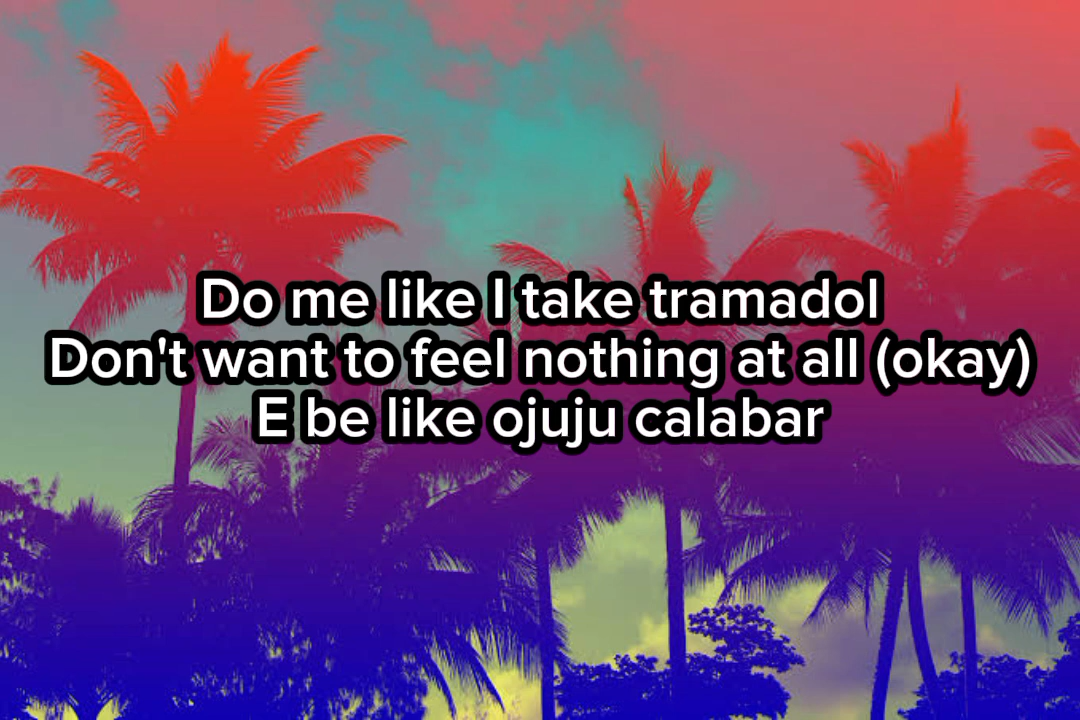 Do me like I take tramadol
Don't want to feel nothing at all (okay)
E be like ojuju calabar